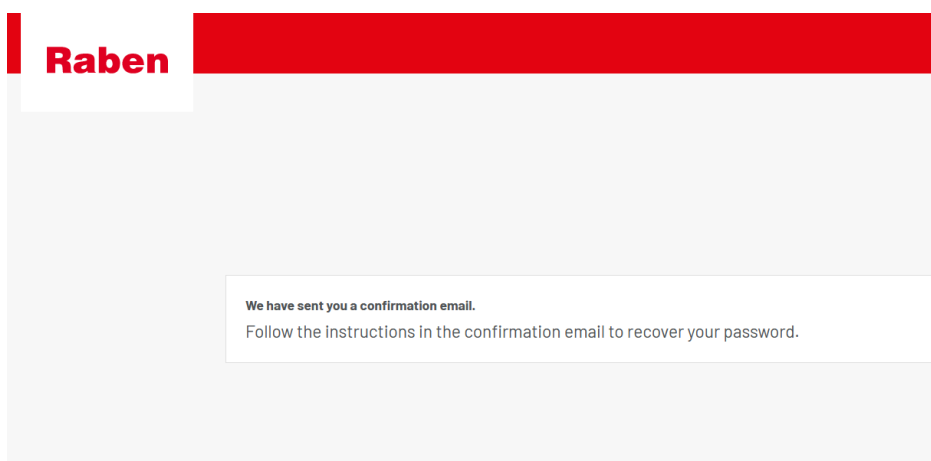 Raben
We have sent you a confirmation email.
Follow the instructions in the confirmation email to recover your password.